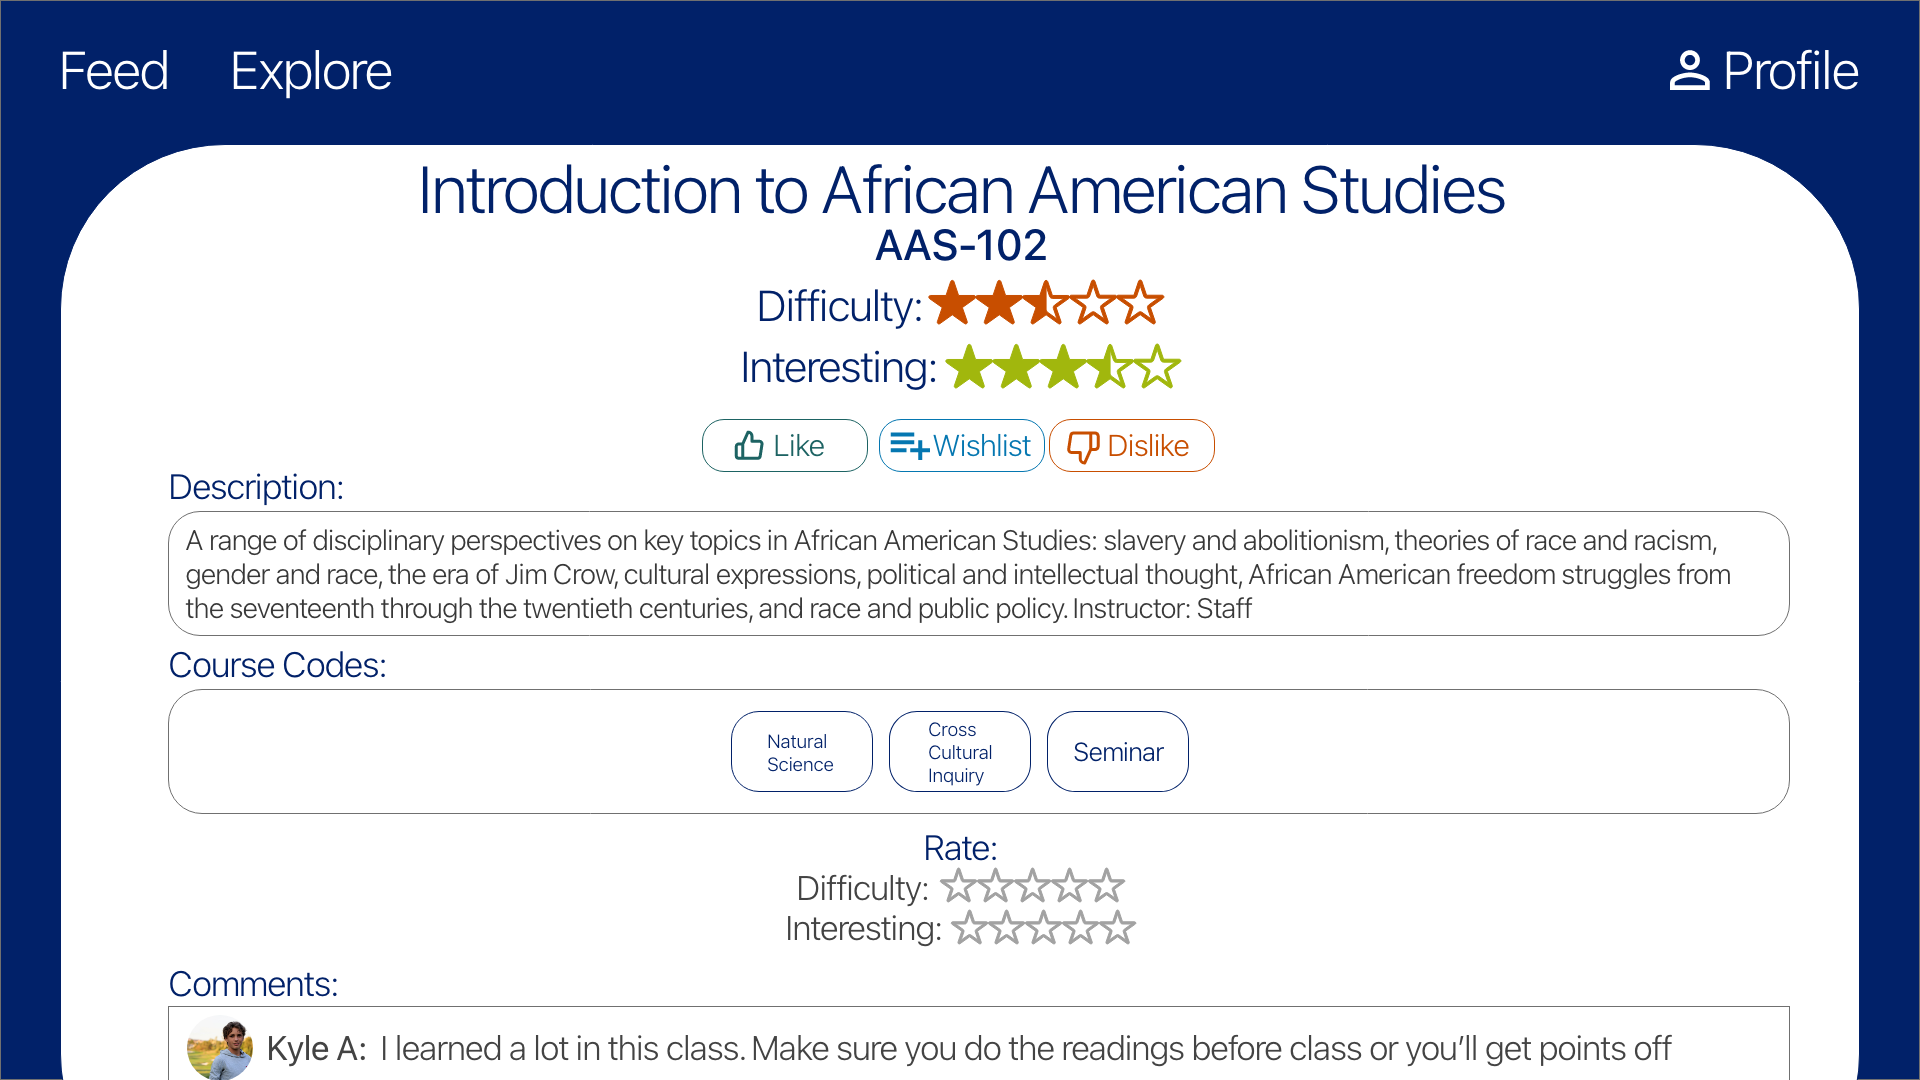 Feed Explore Profile
Introduction to African American Studies
AAS-102
Difficulty:
Interesting:
Like Wishlist Dislike
Description:
A range of disciplinary perspectives on key topics in African American Studies: slavery and abolitionism, theories of race and racism,
gender and race, the era of Jim Crow, cultural expressions, political and intellectual thought, African American freedom struggles from
the seventeenth through the twentieth centuries, and race and public policy. Instructor: Staff
Course Codes:
Natural
Science
Cross
Cultural
Inquiry
Seminar
Rate:
Difficulty:
Interesting:
Comments:
Kyle A: I learned a lot in this class. Make sure you do the readings before class or you’ll get points off